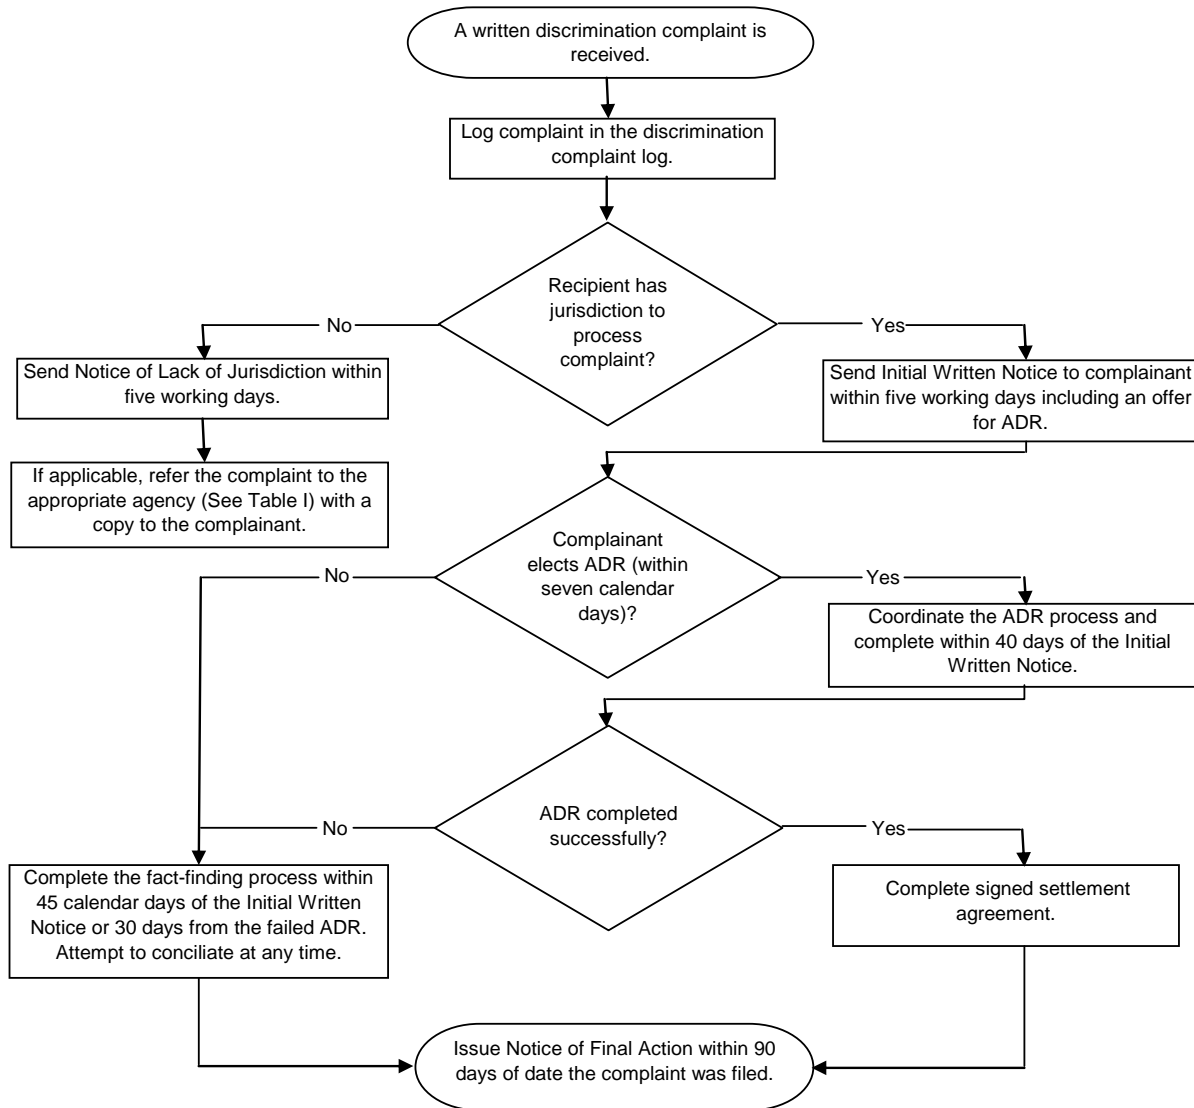 A written discrimination complaint is
received.
Log complaint in the discrimination
complaint log.
Recipient has
jurisdiction to
process
complaint?
No
Yes
Send Notice of Lack of Jurisdiction within
five working days.
Send Initial Written Notice to complainant
within five working days including an offer
for ADR.
If applicable, refer the complaint to the
appropriate agency (See Table I) with a
copy to the complainant.
Complainant
elects ADR (within
seven calendar
days)?
No
Yes
Coordinate the ADR process and
complete within 40 days of the Initial
Written Notice.
ADR completed
successfully?
No
Yes
Complete the fact-finding process within
45 calendar days of the Initial Written
Notice or 30 days from the failed ADR.
Attempt to conciliate at any time.
Complete signed settlement
agreement.
Issue Notice of Final Action within 90
days of date the complaint was filed.